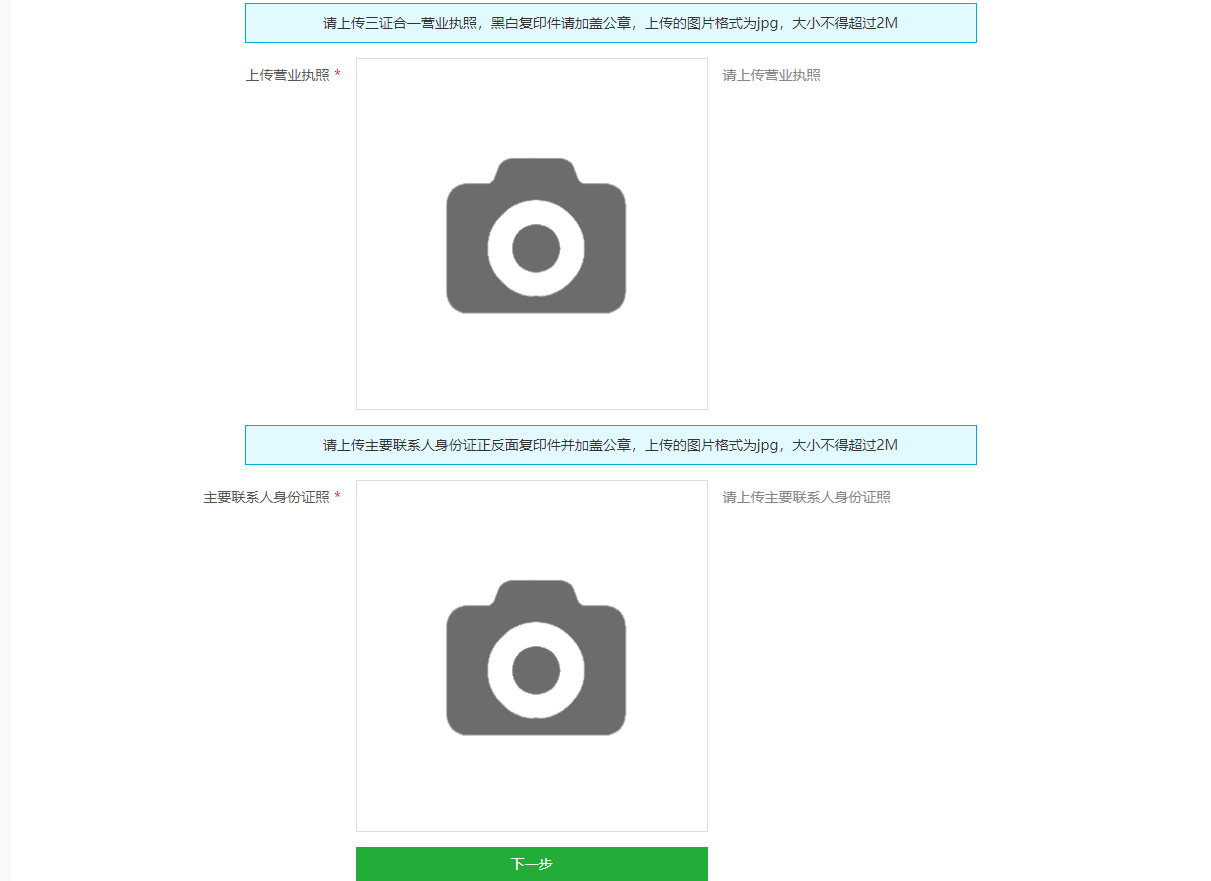 请上传三证合一营业执照，黑白复印件请加盖公章，上传的图片格式为jpg，大小不得超过2M
上传营业执照 *
请上传营业执照
请上传主要联系人身份证正反面复印件并加盖公章，上传的图片格式为jpg，大小不得超过2M
主要联系人身份证照 *
请上传主要联系人身份证照
下一步